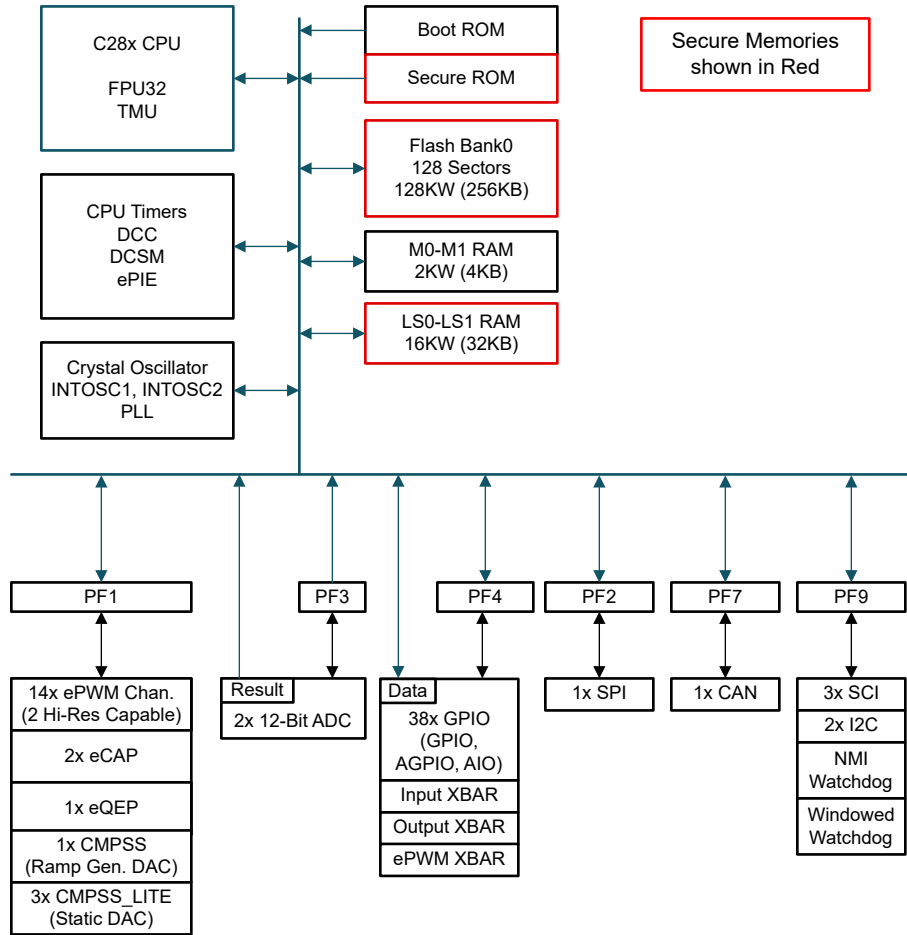 C28x CPU
FPU32
TMU
Boot ROM
Secure ROM
Secure Memories
shown in Red
Flash Bank0
128 Sectors
128KW (256KB)
CPU Timers
DCC
DCSM
ePIE
M0-M1 RAM
2KW (4KB)
LS0-LS1 RAM
16KW (32KB)
Crystal Oscillator
INTOSC1, INTOSC2
PLL
PF1
PF3
PF4
PF2
PF7
PF9
14x ePWM Chan.
(2 Hi-Res Capable)
2x eCAP
1x eQEP
1x CMPSS
(Ramp Gen. DAC)
3x CMPSS_LITE
(Static DAC)
Result
2x 12-Bit ADC
Data
38x GPIO
(GPIO,
AGPIO, AIO)
Input XBAR
Output XBAR
ePWM XBAR
1x SPI
1x CAN
3x SCI
2x I2C
NMI
Watchdog
Windowed
Watchdog